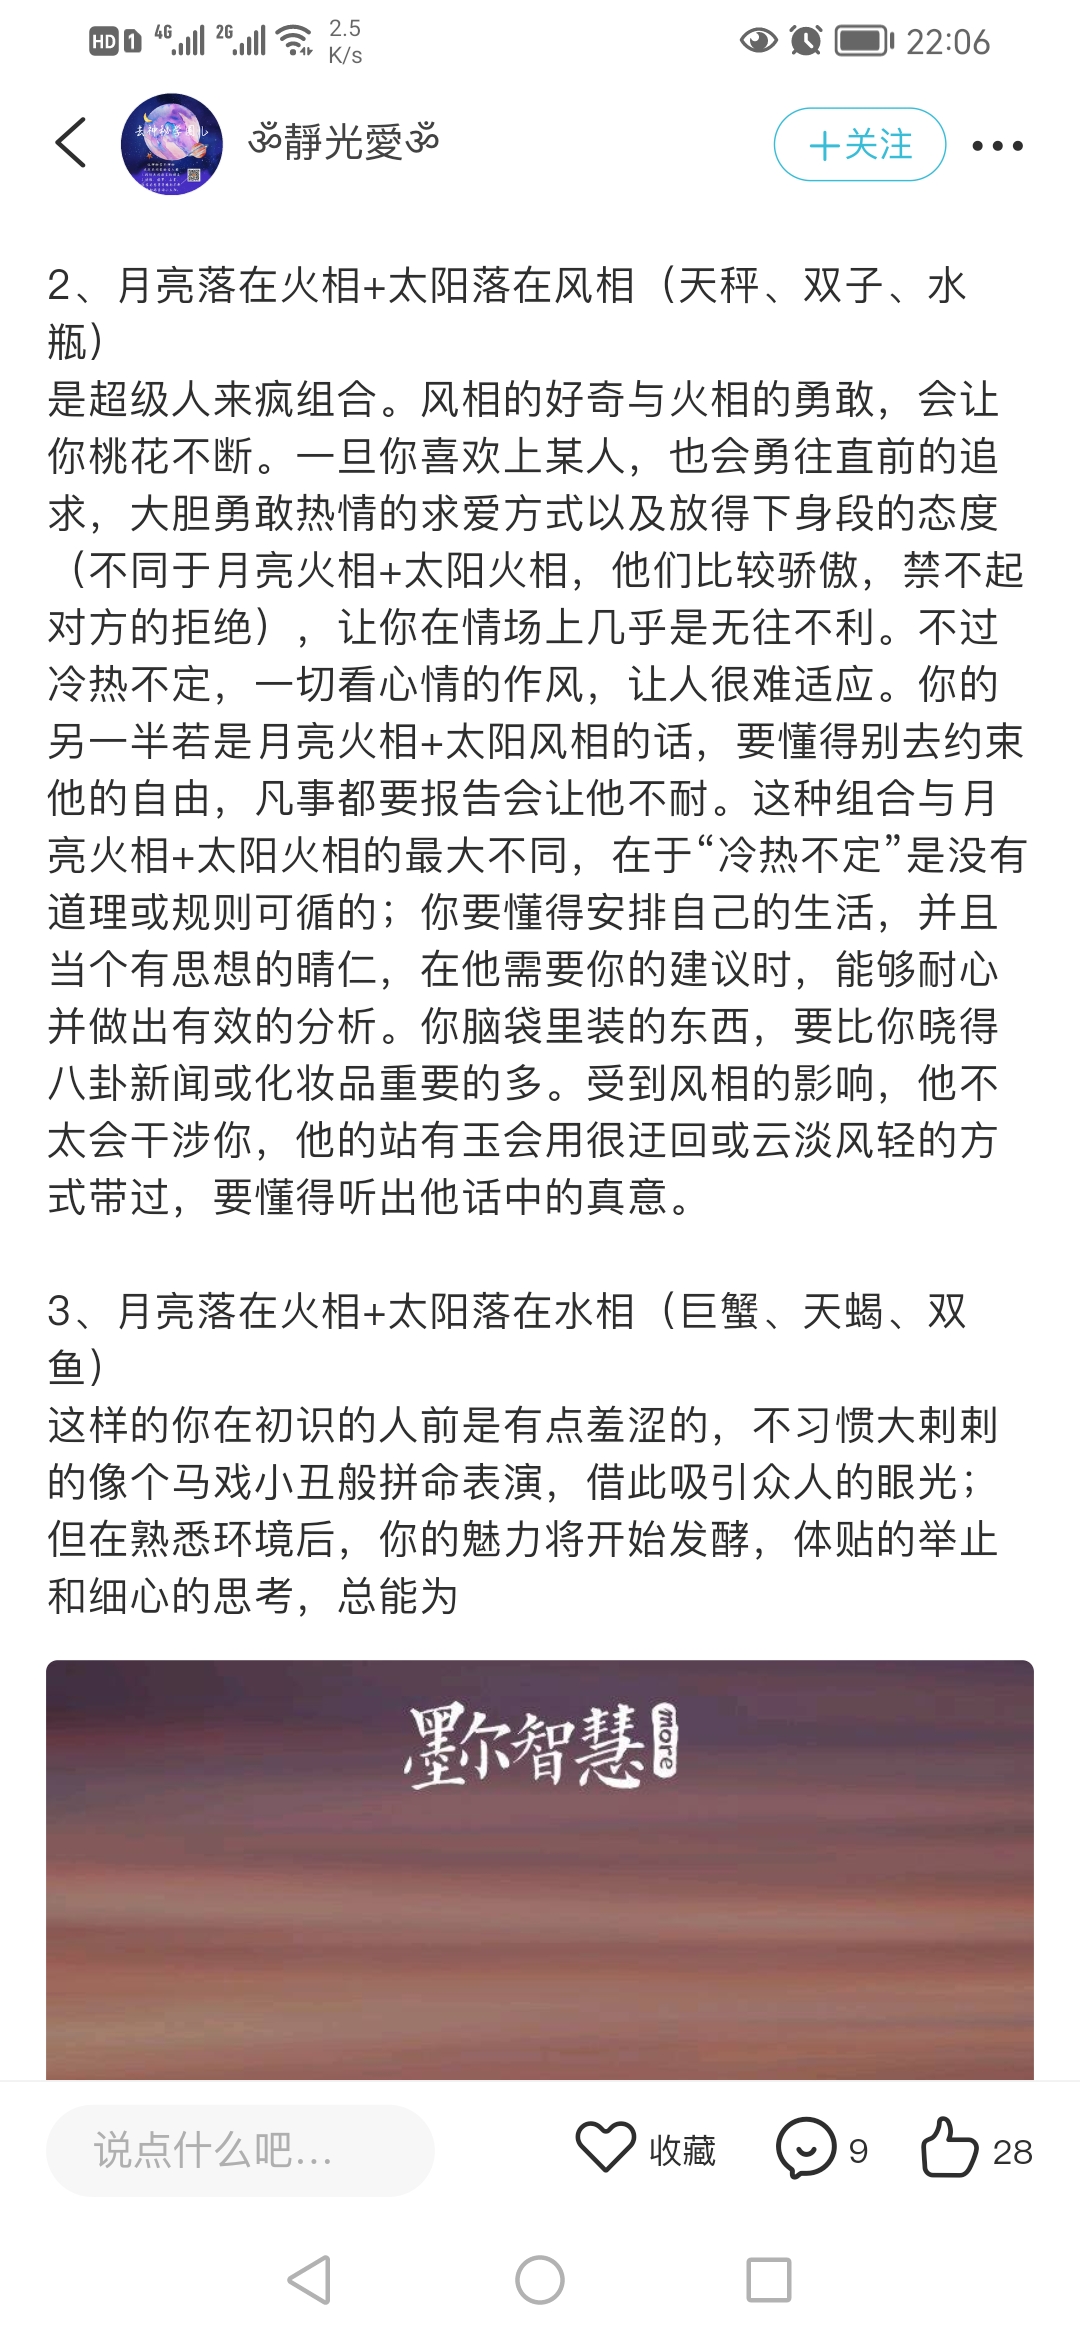 HD 1 4G 2G 2.5 K/s 22:06
ॐ靜光愛ॐ
+关注
2、月亮落在火相+太阳落在风相（天秤、双子、水
瓶）
是超级人来疯组合。风相的好奇与火相的勇敢，会让
你桃花不断。一旦你喜欢上某人，也会勇往直前的追
求，大胆勇敢热情的求爱方式以及放得下身段的态度
（不同于月亮火相+太阳火相，他们比较骄傲，禁不起
对方的拒绝），让你在情场上几乎是无往不利。不过
冷热不定，一切看心情的作风，让人很难适应。你的
另一半若是月亮火相+太阳风相的话，要懂得别去约束
他的自由，凡事都要报告会让他不耐。这种组合与月
亮火相+太阳火相的最大不同，在于“冷热不定”是没有
道理或规则可循的；你要懂得安排自己的生活，并且
当个有思想的晴仁，在他需要你的建议时，能够耐心
并做出有效的分析。你脑袋里装的东西，要比你晓得
八卦新闻或化妆品重要的多。受到风相的影响，他不
太会干涉你，他的站有玉会用很迂回或云淡风轻的方
式带过，要懂得听出他话中的真意。
3、月亮落在火相+太阳落在水相（巨蟹、天蝎、双
鱼）
这样的你在初识的人前是有点羞涩的，不习惯大剌剌
的像个马戏小丑般拼命表演，借此吸引众人的眼光；
但在熟悉环境后，你的魅力将开始发酵，体贴的举止
和细心的思考，总能为
墨尔智慧 more
说点什么吧...
收藏
9
28